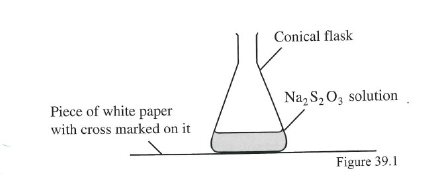 Conical flask
Na₂S₂O₃ solution
Piece of white paper
with cross marked on it
Figure 39.1